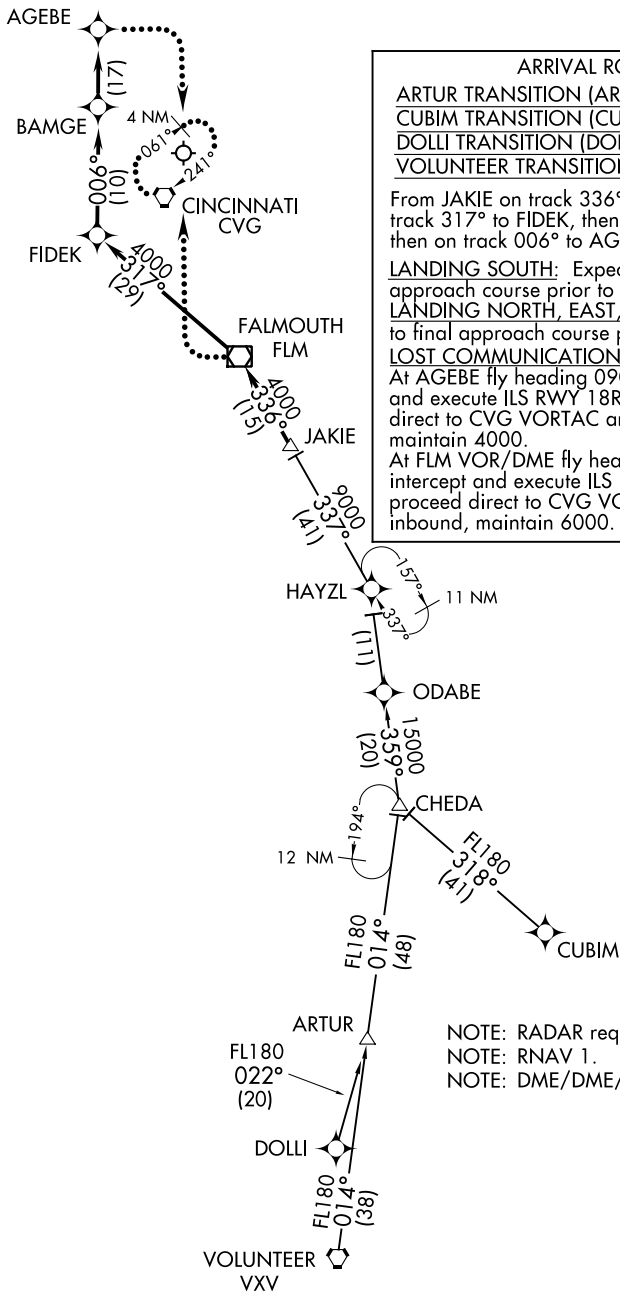 AGEBE
(17)
BAMGE
4 NM
061°
241°
006°
(10)
CINCINNATI
CVG
FIDEK
4000
317°
(29)
FALMOUTH
FLM
4000
336°
(15)
JAKIE
9000
337°
(41)
HAYZL
157°
337°
11 NM
(11)
ODABE
15000
359°
(20)
CHEDA
194°
12 NM
FL180
318°
(41)
CUBIM
FL180
014°
(48)
ARTUR
FL180
022°
(20)
DOLLI
FL180
014°
(38)
VOLUNTEER
VXV
ARRIVAL RO
ARTUR TRANSITION (AR
CUBIM TRANSITION (CU
DOLLI TRANSITION (DOL
VOLUNTEER TRANSITION
From JAKIE on track 336°
track 317° to FIDEK, then
then on track 006° to AG
LANDING SOUTH: Expec
approach course prior to
LANDING NORTH, EAST,
to final approach course p
LOST COMMUNICATION
At AGEBE fly heading 090
and execute ILS RWY 18R
direct to CVG VORTAC an
maintain 4000.
At FLM VOR/DME fly hea
intercept and execute ILS
proceed direct to CVG VO
inbound, maintain 6000.
NOTE: RADAR req
NOTE: RNAV 1.
NOTE: DME/DME/